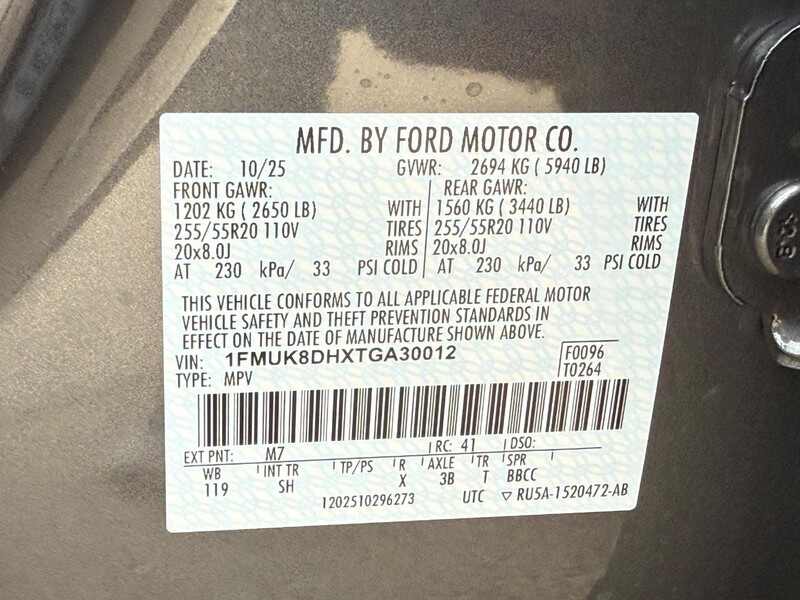 MFD. BY FORD MOTOR CO.
DATE: 10/25 GVWR: 2694 KG ( 5940 LB)
FRONT GAWR: REAR GAWR:
1202 KG ( 2650 LB) WITH 1560 KG ( 3440 LB) WITH
255/55R20 110V TIRES 255/55R20 110V TIRES
20x8.0J RIMS 20x8.0J RIMS
AT 230 kPa/ 33 PSI COLD AT 230 kPa/ 33 PSI COLD
THIS VEHICLE CONFORMS TO ALL APPLICABLE FEDERAL MOTOR
VEHICLE SAFETY AND THEFT PREVENTION STANDARDS IN
EFFECT ON THE DATE OF MANUFACTURE SHOWN ABOVE.
VIN: 1FMUK8DHXTGA30012 F0096
TYPE: MPV T0264
EXT PNT: M7 RC: 41 DSO:
WB INT TR TP/PS R AXLE TR SPR
119 SH X 3B T BBCC
1202510296273 UTC ▽ RU5A-1520472-AB